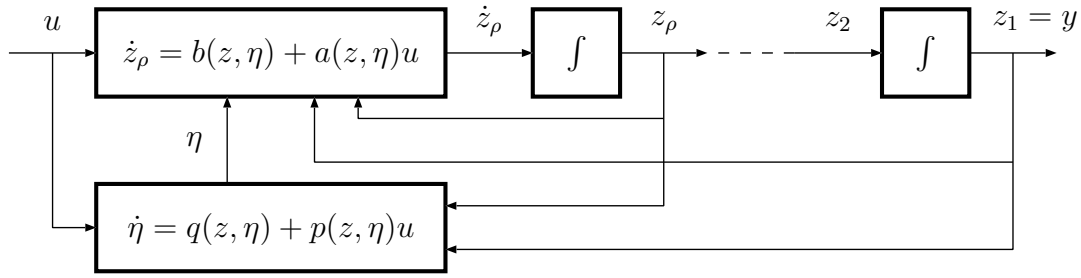 u
ż_ρ = b(z, η) + a(z, η)u
ż_ρ
∫
z_ρ
z_2
∫
z_1 = y
η
η̇ = q(z, η) + p(z, η)u